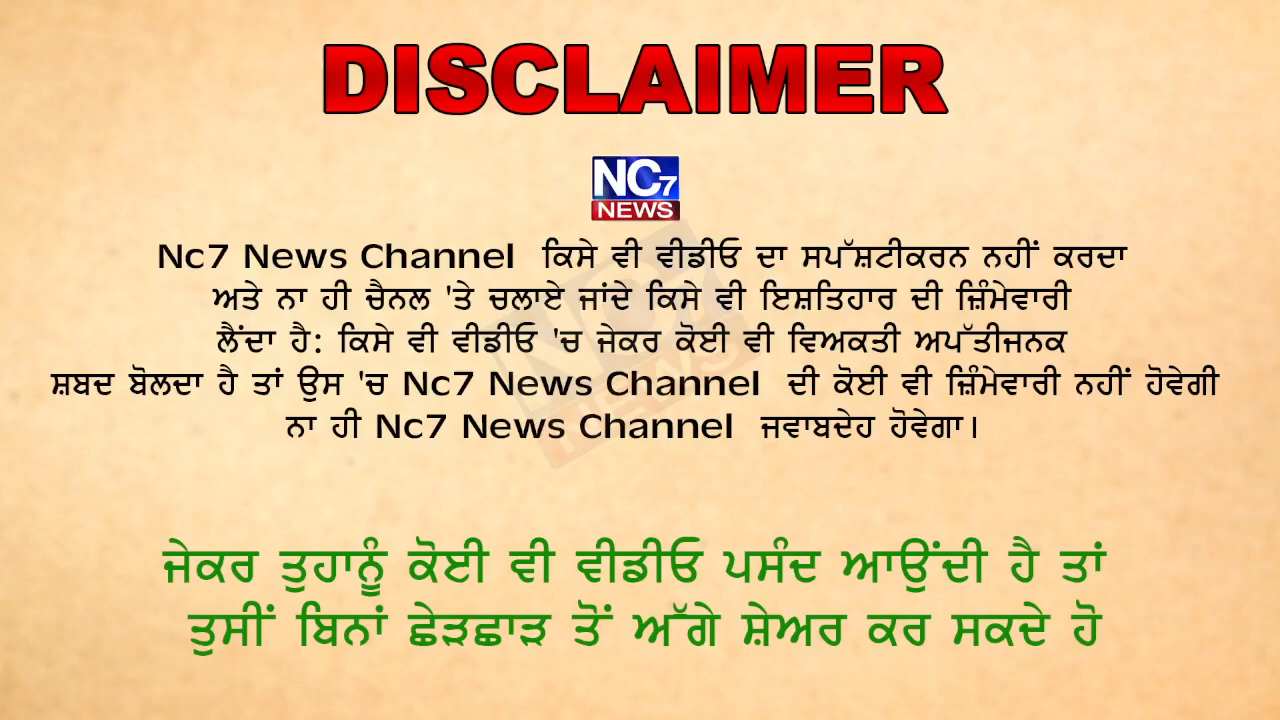 DISCLAIMER
NC7
NEWS
Nc7 News Channel ਕਿਸੇ ਵੀ ਵੀਡੀਓ ਦਾ ਸਪੱਸ਼ਟੀਕਰਨ ਨਹੀਂ ਕਰਦਾ
ਅਤੇ ਨਾ ਹੀ ਚੈਨਲ 'ਤੇ ਚਲਾਏ ਜਾਂਦੇ ਕਿਸੇ ਵੀ ਇਸ਼ਤਿਹਾਰ ਦੀ ਜ਼ਿੰਮੇਵਾਰੀ
ਲੈਂਦਾ ਹੈ: ਕਿਸੇ ਵੀ ਵੀਡੀਓ 'ਚ ਜੇਕਰ ਕੋਈ ਵੀ ਵਿਅਕਤੀ ਅਪੱਤੀਜਨਕ
ਸ਼ਬਦ ਬੋਲਦਾ ਹੈ ਤਾਂ ਉਸ 'ਚ Nc7 News Channel ਦੀ ਕੋਈ ਵੀ ਜ਼ਿੰਮੇਵਾਰੀ ਨਹੀਂ ਹੋਵੇਗੀ
ਨਾ ਹੀ Nc7 News Channel ਜਵਾਬਦੇਹ ਹੋਵੇਗਾ।
ਜੇਕਰ ਤੁਹਾਨੂੰ ਕੋਈ ਵੀ ਵੀਡੀਓ ਪਸੰਦ ਆਉਂਦੀ ਹੈ ਤਾਂ
ਤੁਸੀਂ ਬਿਨਾਂ ਛੇੜਛਾੜ ਤੋਂ ਅੱਗੇ ਸ਼ੇਅਰ ਕਰ ਸਕਦੇ ਹੋ